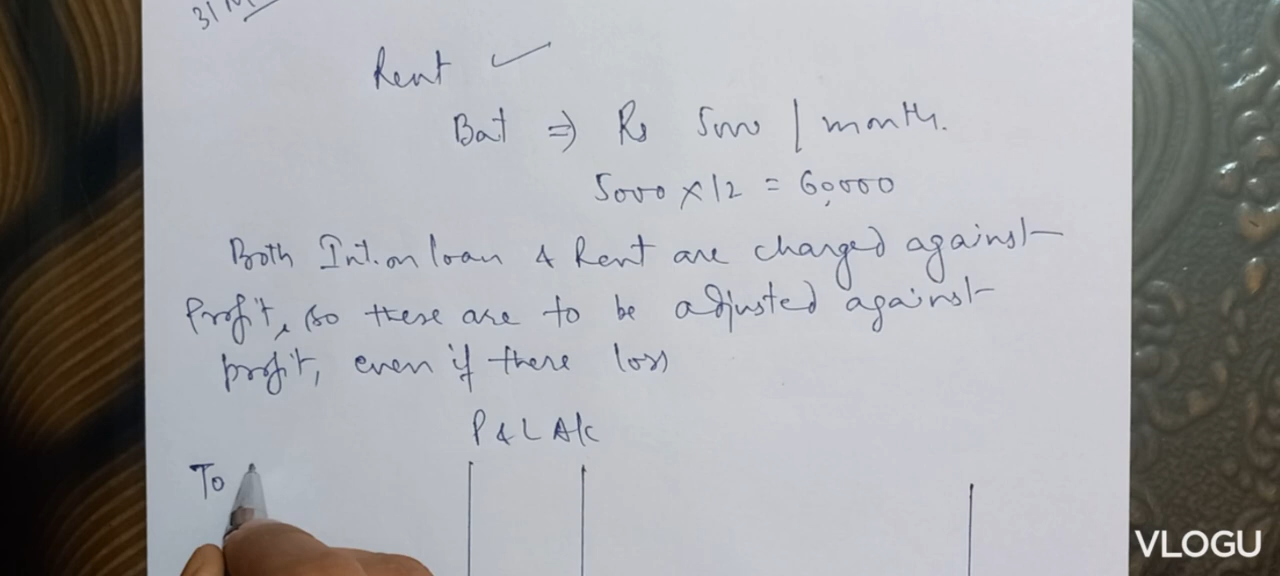 31 M
Rent ✓
Bat ⇒ Rs 5000 / month.
5000 × 12 = 60,000
Both Int. on loan & Rent are charged against
Profit, so these are to be adjusted against
profit, even if there loss
P & L A/c
To
VLOGU